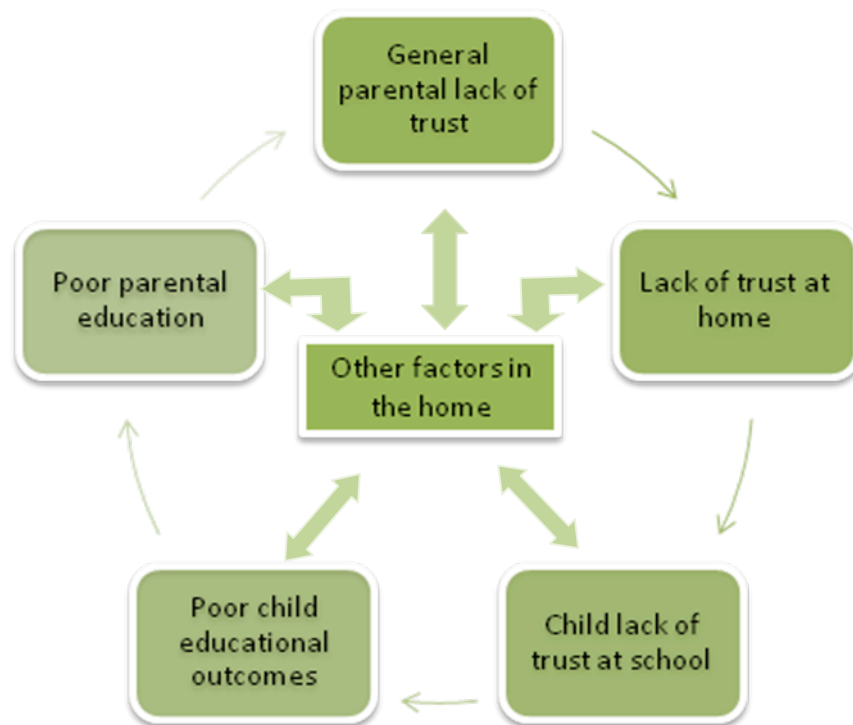 General
parental lack of
trust
Poor parental
education
Lack of trust at
home
Other factors in
the home
Poor child
educational
outcomes
Child lack of
trust at school